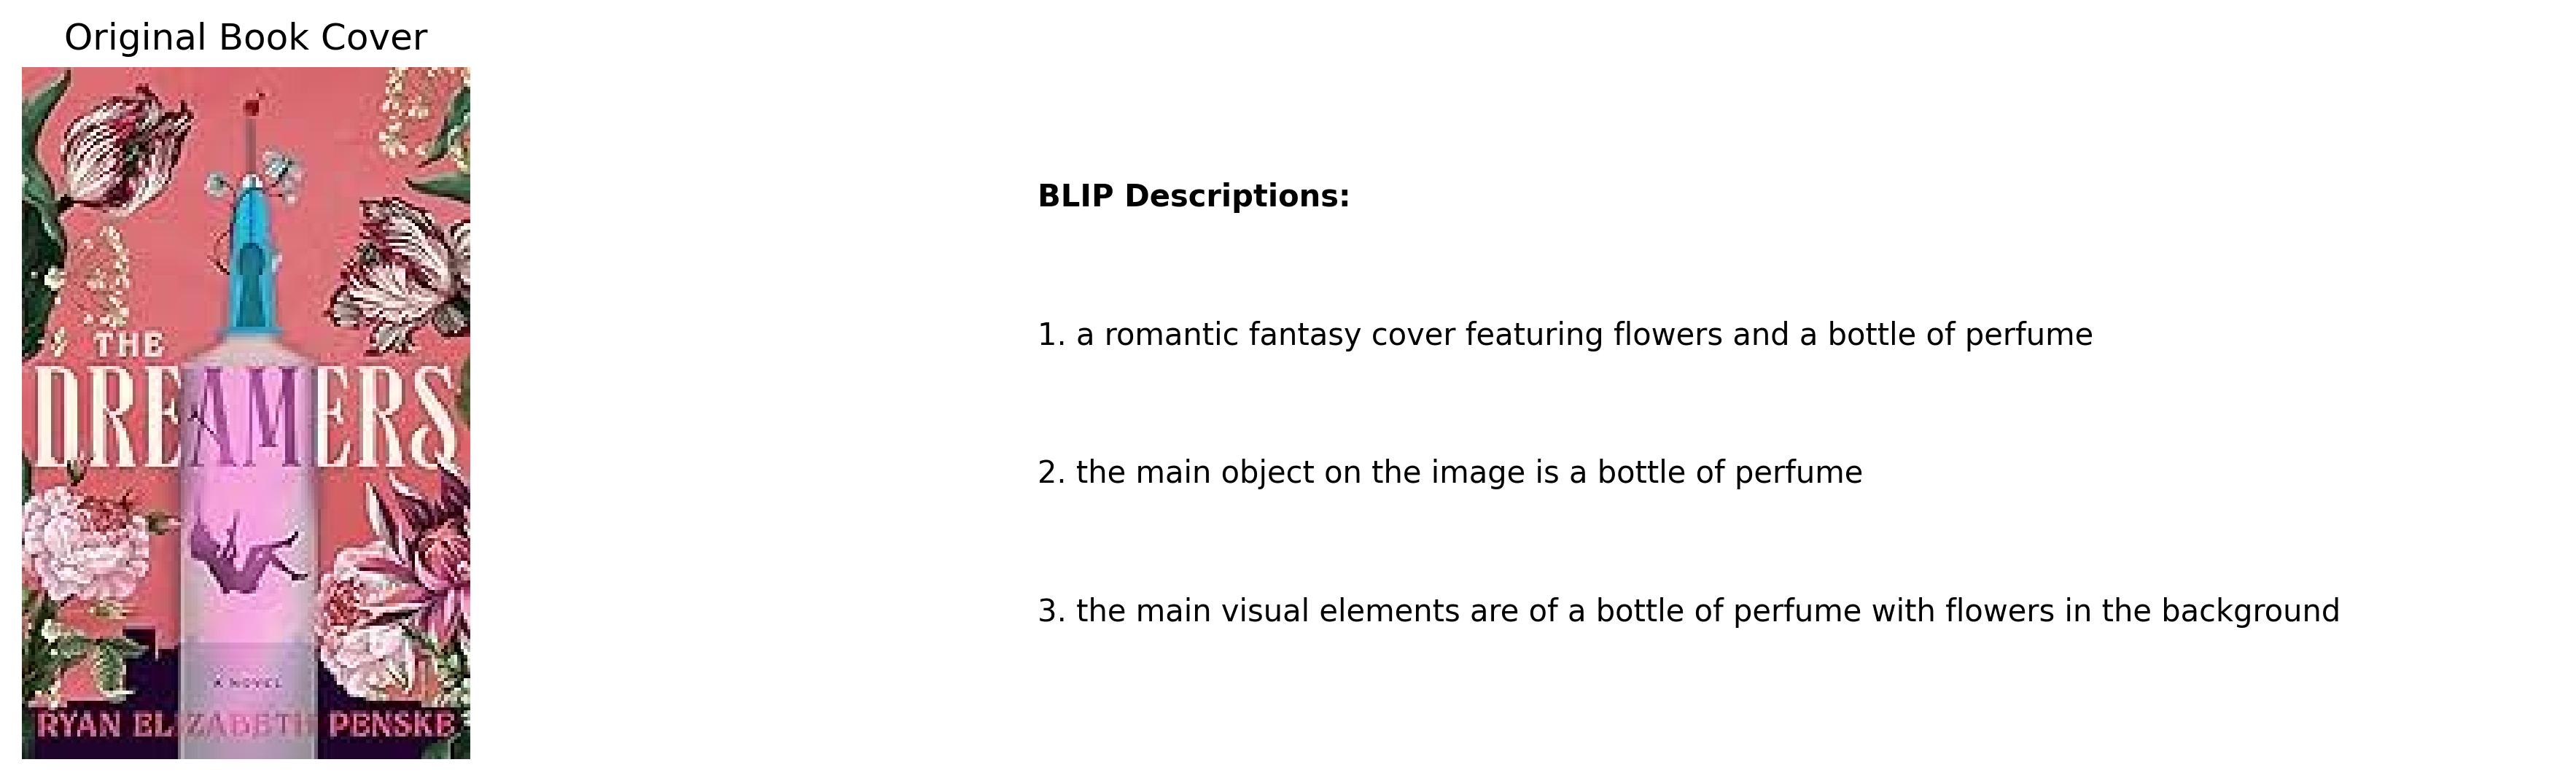 Original Book Cover
THE
DREAMERS
A NOVEL
RYAN ELIZABETH PENSKE
BLIP Descriptions:
1. a romantic fantasy cover featuring flowers and a bottle of perfume
2. the main object on the image is a bottle of perfume
3. the main visual elements are of a bottle of perfume with flowers in the background